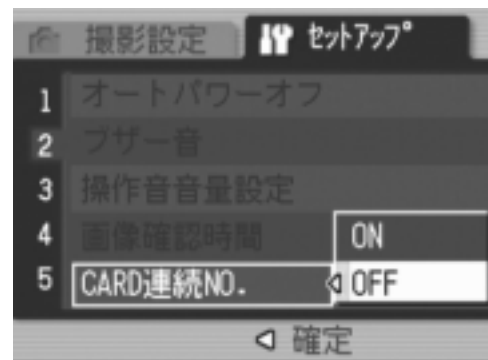 撮影設定 セットアップ
1 オートパワーオフ
2 ブザー音
3 操作音音量設定
4 画像確認時間 ON
5 CARD連続NO. OFF
確定